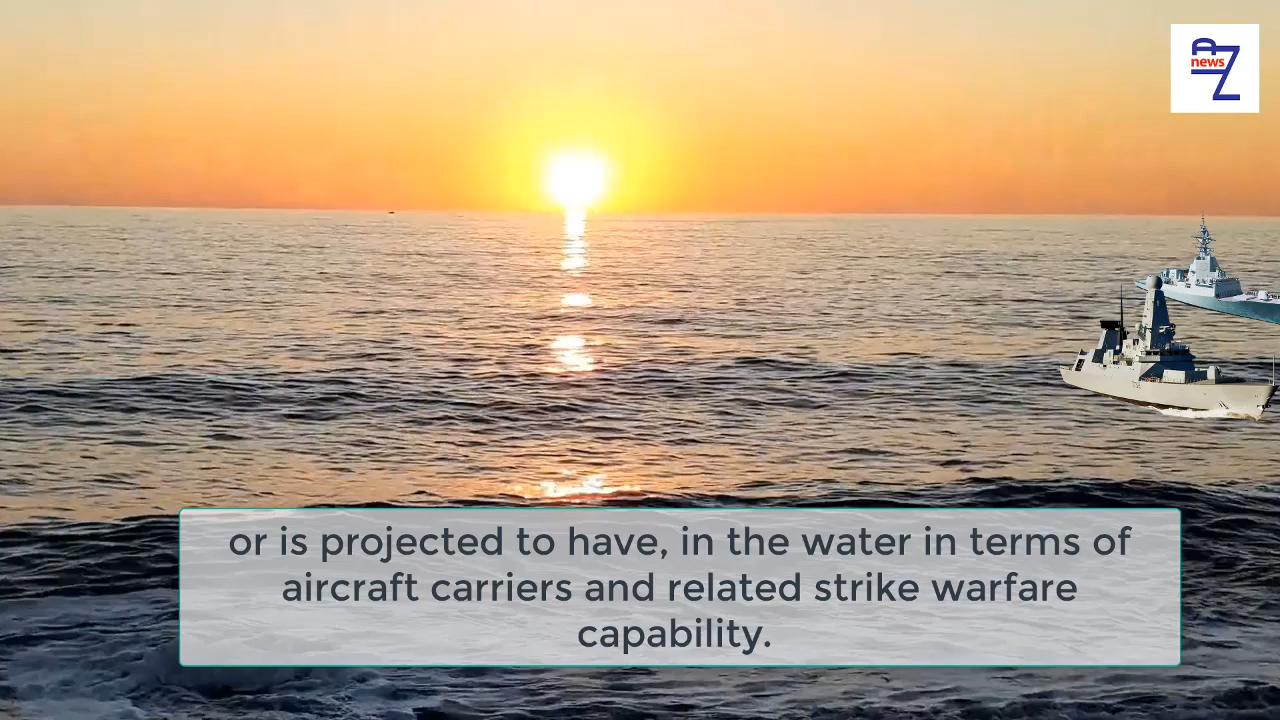 A
news
Z
or is projected to have, in the water in terms of
aircraft carriers and related strike warfare
capability.